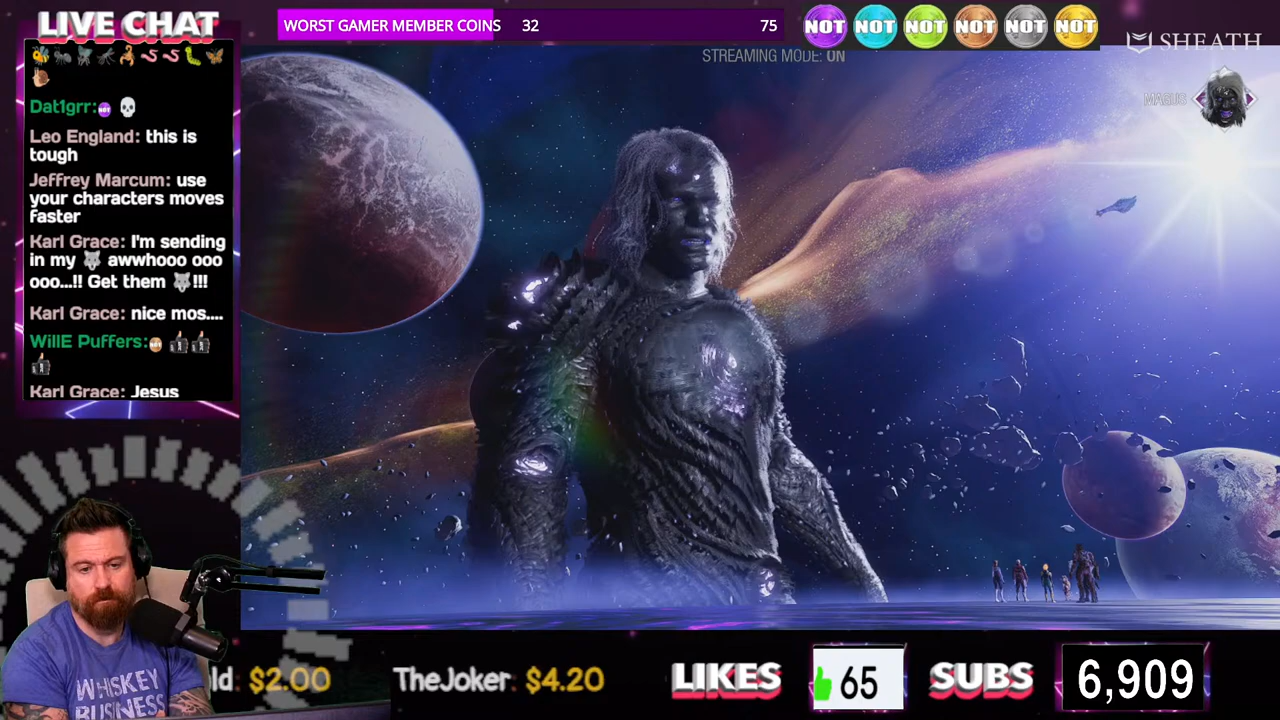 LIVE CHAT
WORST GAMER MEMBER COINS 32 75
NOT NOT NOT NOT NOT NOT
SHEATH
STREAMING MODE: ON
Dat1grr:
Leo England: this is
tough
Jeffrey Marcum: use
your characters moves
faster
Karl Grace: I'm sending
in my awwhooo ooo
ooo...!! Get them !!!
Karl Grace: nice mos....
WillE Puffers:
Karl Grace: Jesus
WHISKEY
BUSINESS
ld: $2.00 TheJoker: $4.20
LIKES 65 SUBS 6,909